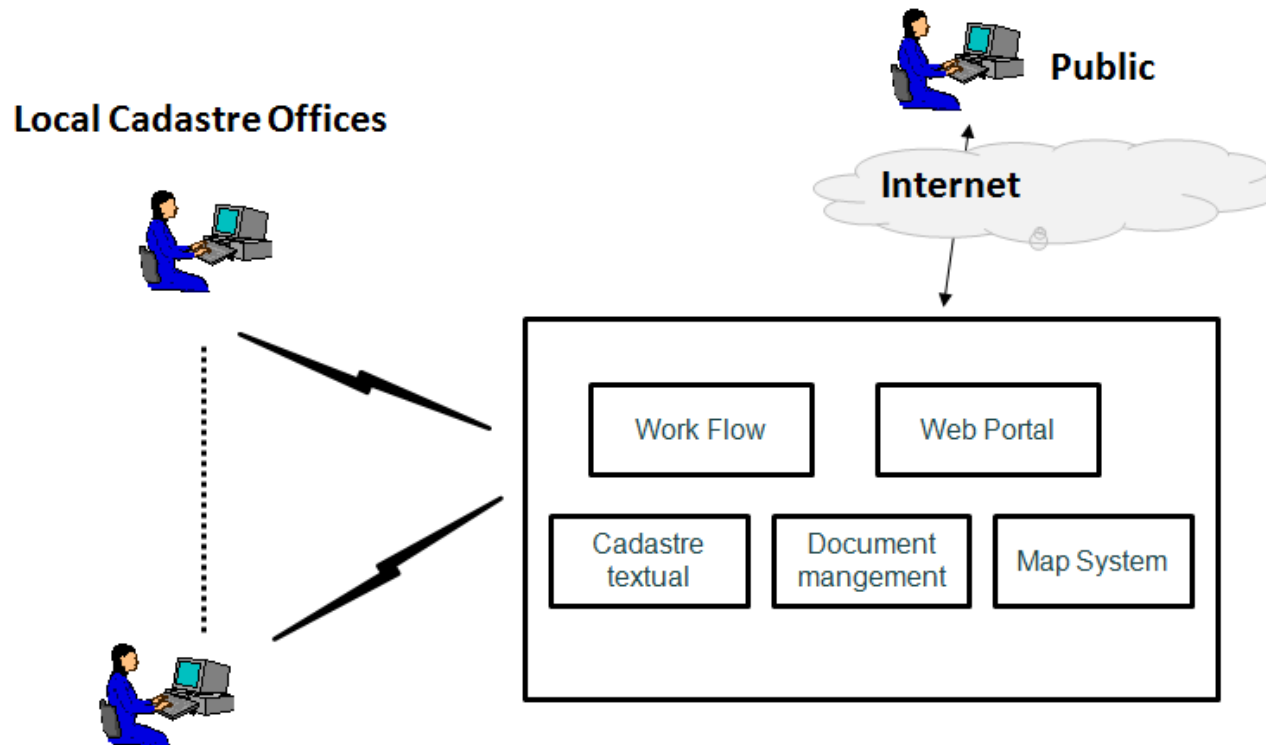 Public
Local Cadastre Offices
Internet
Work Flow
Web Portal
Cadastre
textual
Document
mangement
Map System